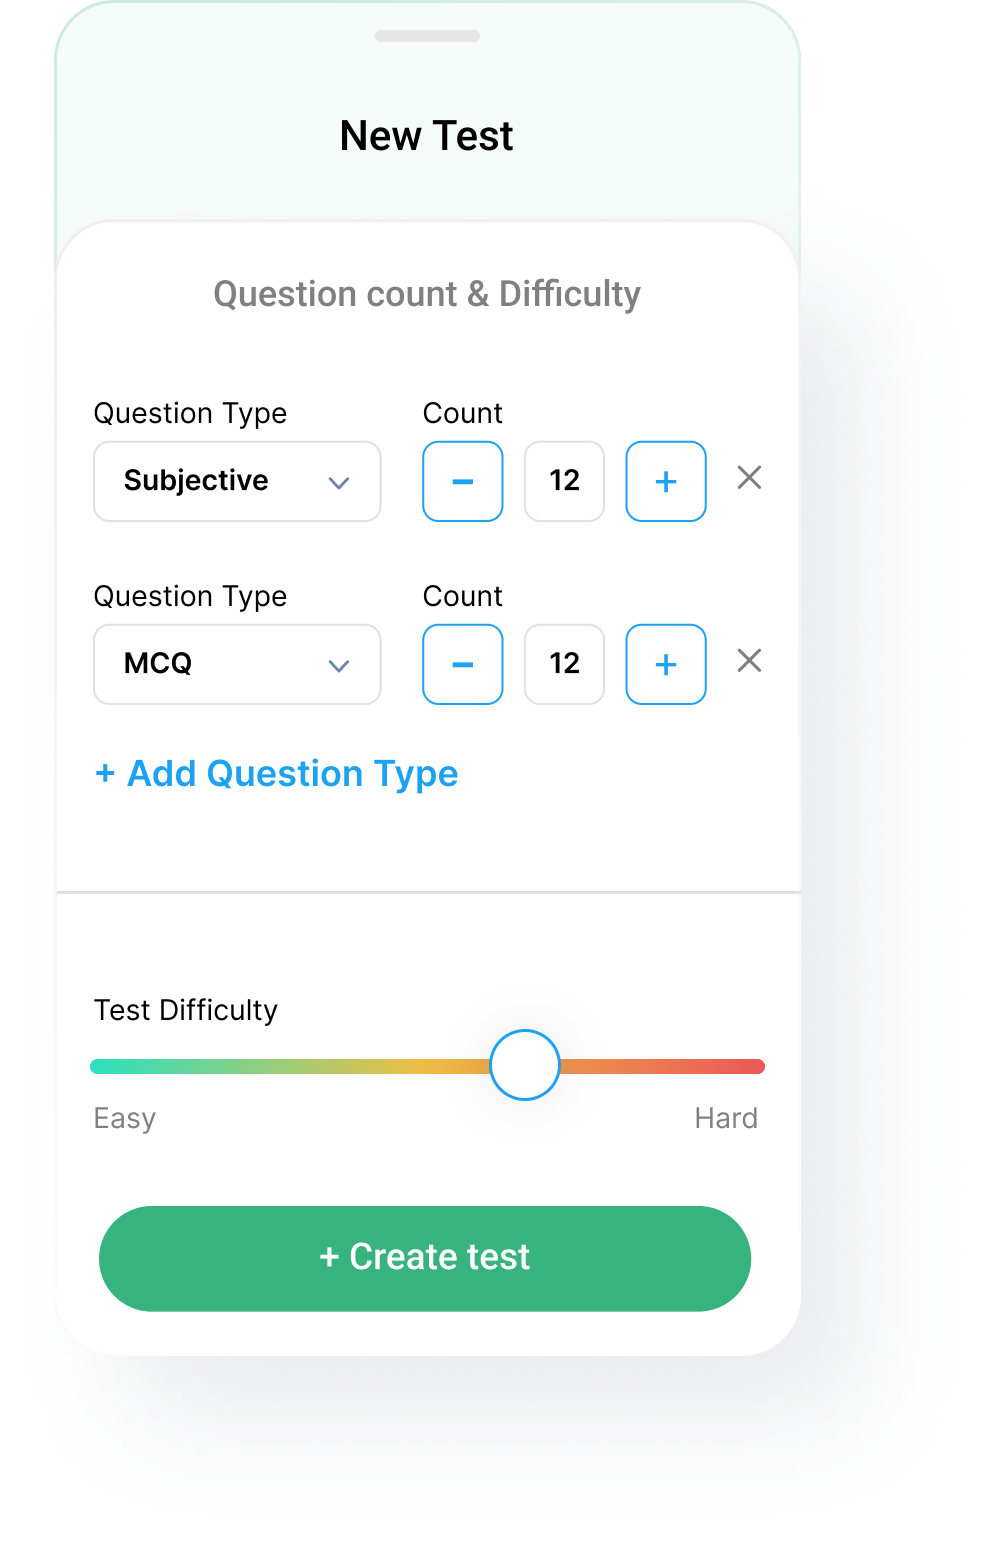 New Test
Question count & Difficulty
Question Type Count
Subjective − 12 + ×
Question Type Count
MCQ − 12 + ×
+ Add Question Type
Test Difficulty
Easy Hard
+ Create test